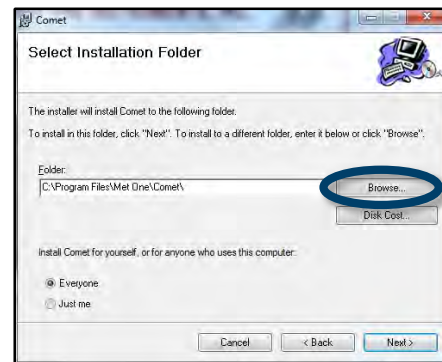 Comet
Select Installation Folder
The installer will install Comet to the following folder.
To install in this folder, click "Next". To install to a different folder, enter it below or click "Browse".
Folder:
C:\Program Files\Met One\Comet\
Browse...
Disk Cost...
Install Comet for yourself, or for anyone who uses this computer:
Everyone
Just me
Cancel < Back Next >